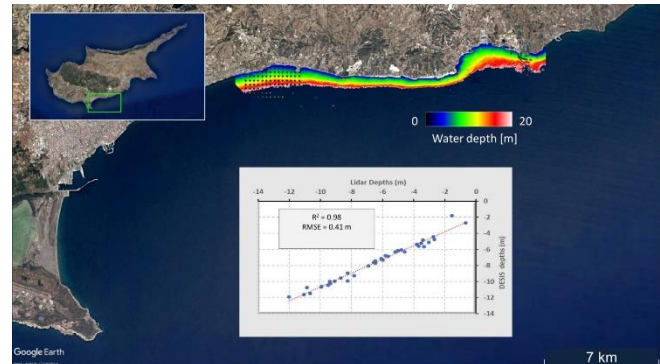 0
20
Water depth [m]
Lidar Depths (m)
-14 -12 -10 -8 -6 -4 -2 0
R² = 0.98
RMSE = 0.41 m
0
-2
-4
-6
-8
-10
-12
-14
DESIS depths (m)
Google Earth
7 km